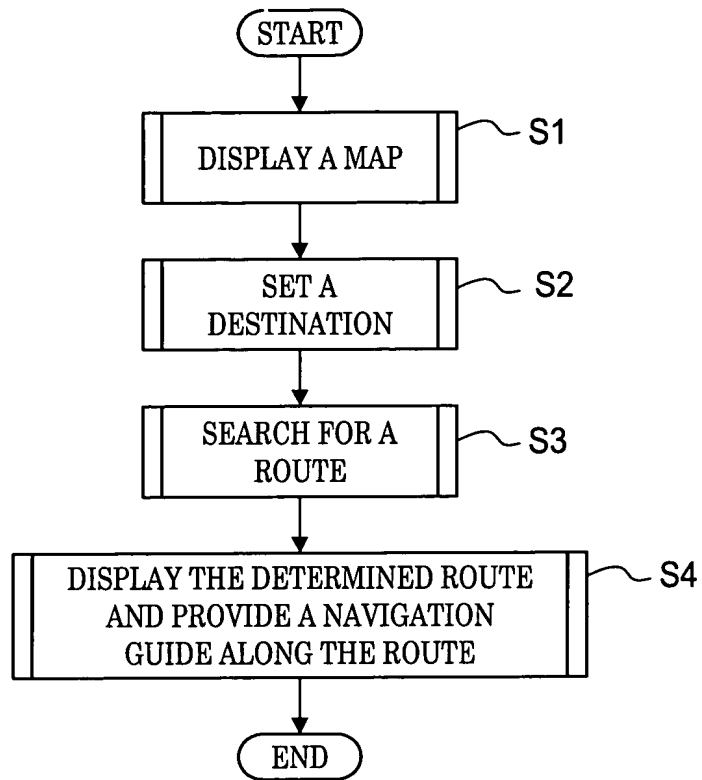 START
DISPLAY A MAP
S1
SET A
DESTINATION
S2
SEARCH FOR A
ROUTE
S3
DISPLAY THE DETERMINED ROUTE
AND PROVIDE A NAVIGATION
GUIDE ALONG THE ROUTE
S4
END